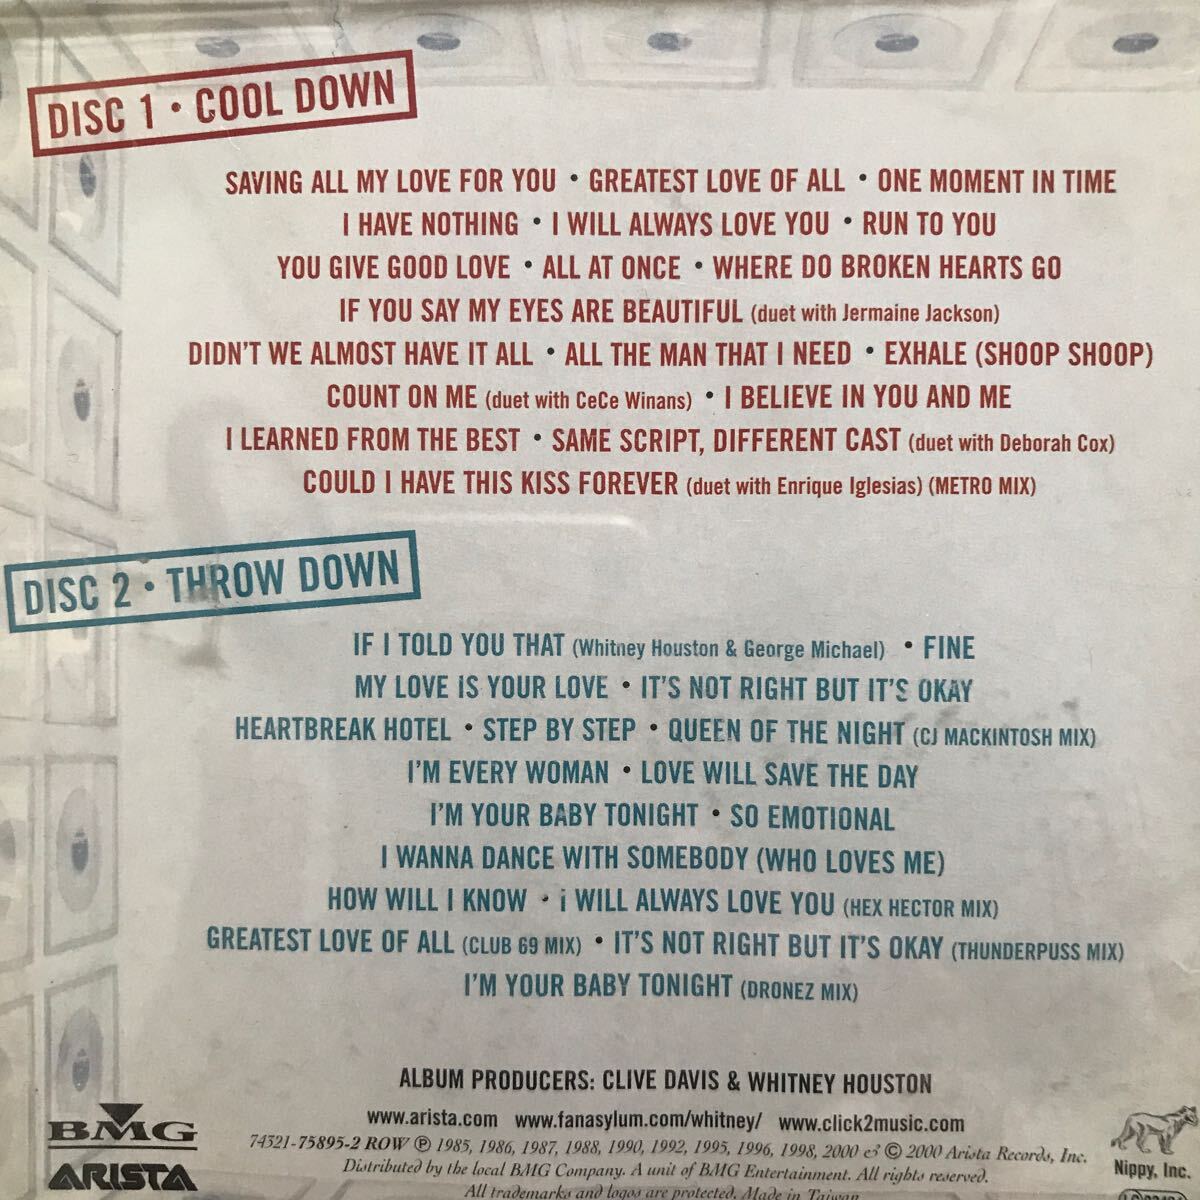 DISC 1 • COOL DOWN
SAVING ALL MY LOVE FOR YOU • GREATEST LOVE OF ALL • ONE MOMENT IN TIME
I HAVE NOTHING • I WILL ALWAYS LOVE YOU • RUN TO YOU
YOU GIVE GOOD LOVE • ALL AT ONCE • WHERE DO BROKEN HEARTS GO
IF YOU SAY MY EYES ARE BEAUTIFUL (duet with Jermaine Jackson)
DIDN'T WE ALMOST HAVE IT ALL • ALL THE MAN THAT I NEED • EXHALE (SHOOP SHOOP)
COUNT ON ME (duet with CeCe Winans) • I BELIEVE IN YOU AND ME
I LEARNED FROM THE BEST • SAME SCRIPT, DIFFERENT CAST (duet with Deborah Cox)
COULD I HAVE THIS KISS FOREVER (duet with Enrique Iglesias) (METRO MIX)
DISC 2 • THROW DOWN
IF I TOLD YOU THAT (Whitney Houston & George Michael) • FINE
MY LOVE IS YOUR LOVE • IT'S NOT RIGHT BUT IT'S OKAY
HEARTBREAK HOTEL • STEP BY STEP • QUEEN OF THE NIGHT (CJ MACKINTOSH MIX)
I'M EVERY WOMAN • LOVE WILL SAVE THE DAY
I'M YOUR BABY TONIGHT • SO EMOTIONAL
I WANNA DANCE WITH SOMEBODY (WHO LOVES ME)
HOW WILL I KNOW • i WILL ALWAYS LOVE YOU (HEX HECTOR MIX)
GREATEST LOVE OF ALL (CLUB 69 MIX) • IT'S NOT RIGHT BUT IT'S OKAY (THUNDERPUSS MIX)
I'M YOUR BABY TONIGHT (DRONEZ MIX)
ALBUM PRODUCERS: CLIVE DAVIS & WHITNEY HOUSTON
www.arista.com www.fanasylum.com/whitney/ www.click2music.com
74321-75895-2 ROW ℗ 1985, 1986, 1987, 1988, 1990, 1992, 1995, 1996, 1998, 2000 & © 2000 Arista Records, Inc.
Distributed by the local BMG Company. A unit of BMG Entertainment. All rights reserved.
All trademarks and logos are protected. Made in Taiwan
BMG
ARISTA
Nippy, Inc.